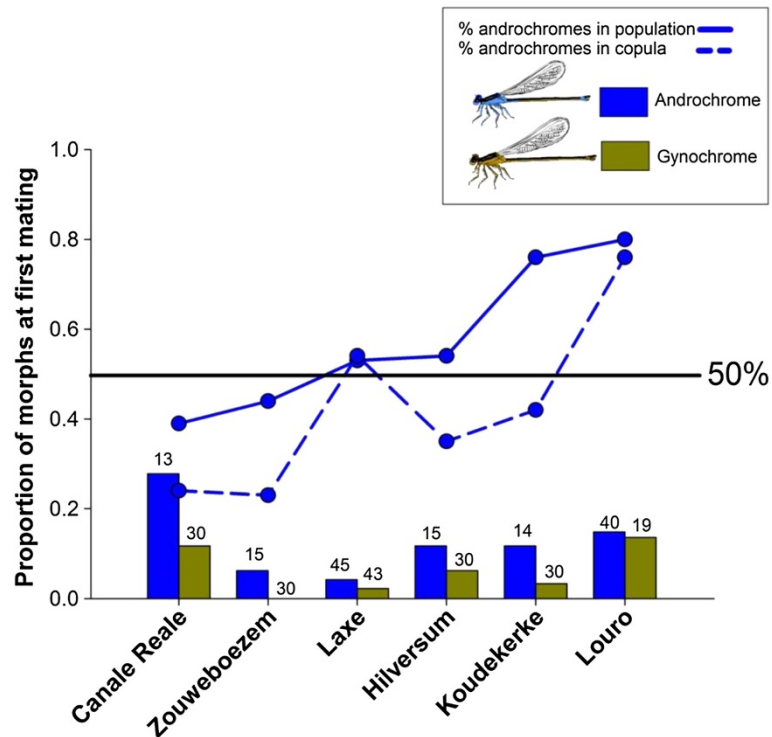 % androchromes in population
% androchromes in copula
Androchrome
Gynochrome
Proportion of morphs at first mating
1.0
0.8
0.6
0.4
0.2
0.0
50%
13
30
15
30
45
43
15
30
14
30
40
19
Canale Reale
Zouweboezem
Laxe
Hilversum
Koudekerke
Louro